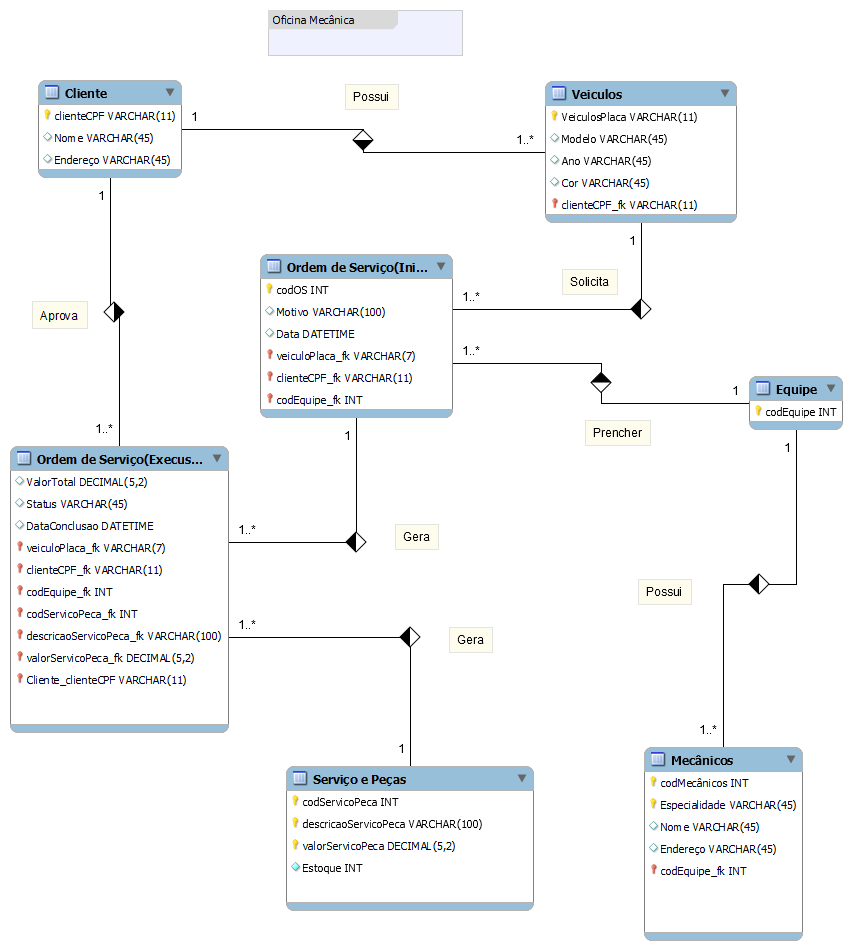 Oficina Mecânica
Cliente
clienteCPF VARCHAR(11)
Nome VARCHAR(45)
Endereço VARCHAR(45)
Possui
1
1..*
Veiculos
VeiculosPlaca VARCHAR(11)
Modelo VARCHAR(45)
Ano VARCHAR(45)
Cor VARCHAR(45)
clienteCPF_fk VARCHAR(11)
1
Aprova
1..*
1
Solicita
1..*
Ordem de Serviço(Ini...
codOS INT
Motivo VARCHAR(100)
Data DATETIME
veiculoPlaca_fk VARCHAR(7)
clienteCPF_fk VARCHAR(11)
codEquipe_fk INT
1..*
1
Prencher
Equipe
codEquipe INT
1
1
Ordem de Serviço(Execus...
ValorTotal DECIMAL(5,2)
Status VARCHAR(45)
DataConclusao DATETIME
veiculoPlaca_fk VARCHAR(7)
clienteCPF_fk VARCHAR(11)
codEquipe_fk INT
codServicoPeca_fk INT
descricaoServicoPeca_fk VARCHAR(100)
valorServicoPeca_fk DECIMAL(5,2)
Cliente_clienteCPF VARCHAR(11)
1..*
Gera
Possui
1..*
Gera
1
1..*
Serviço e Peças
codServicoPeca INT
descricaoServicoPeca VARCHAR(100)
valorServicoPeca DECIMAL(5,2)
Estoque INT
Mecânicos
codMecânicos INT
Especialidade VARCHAR(45)
Nome VARCHAR(45)
Endereço VARCHAR(45)
codEquipe_fk INT